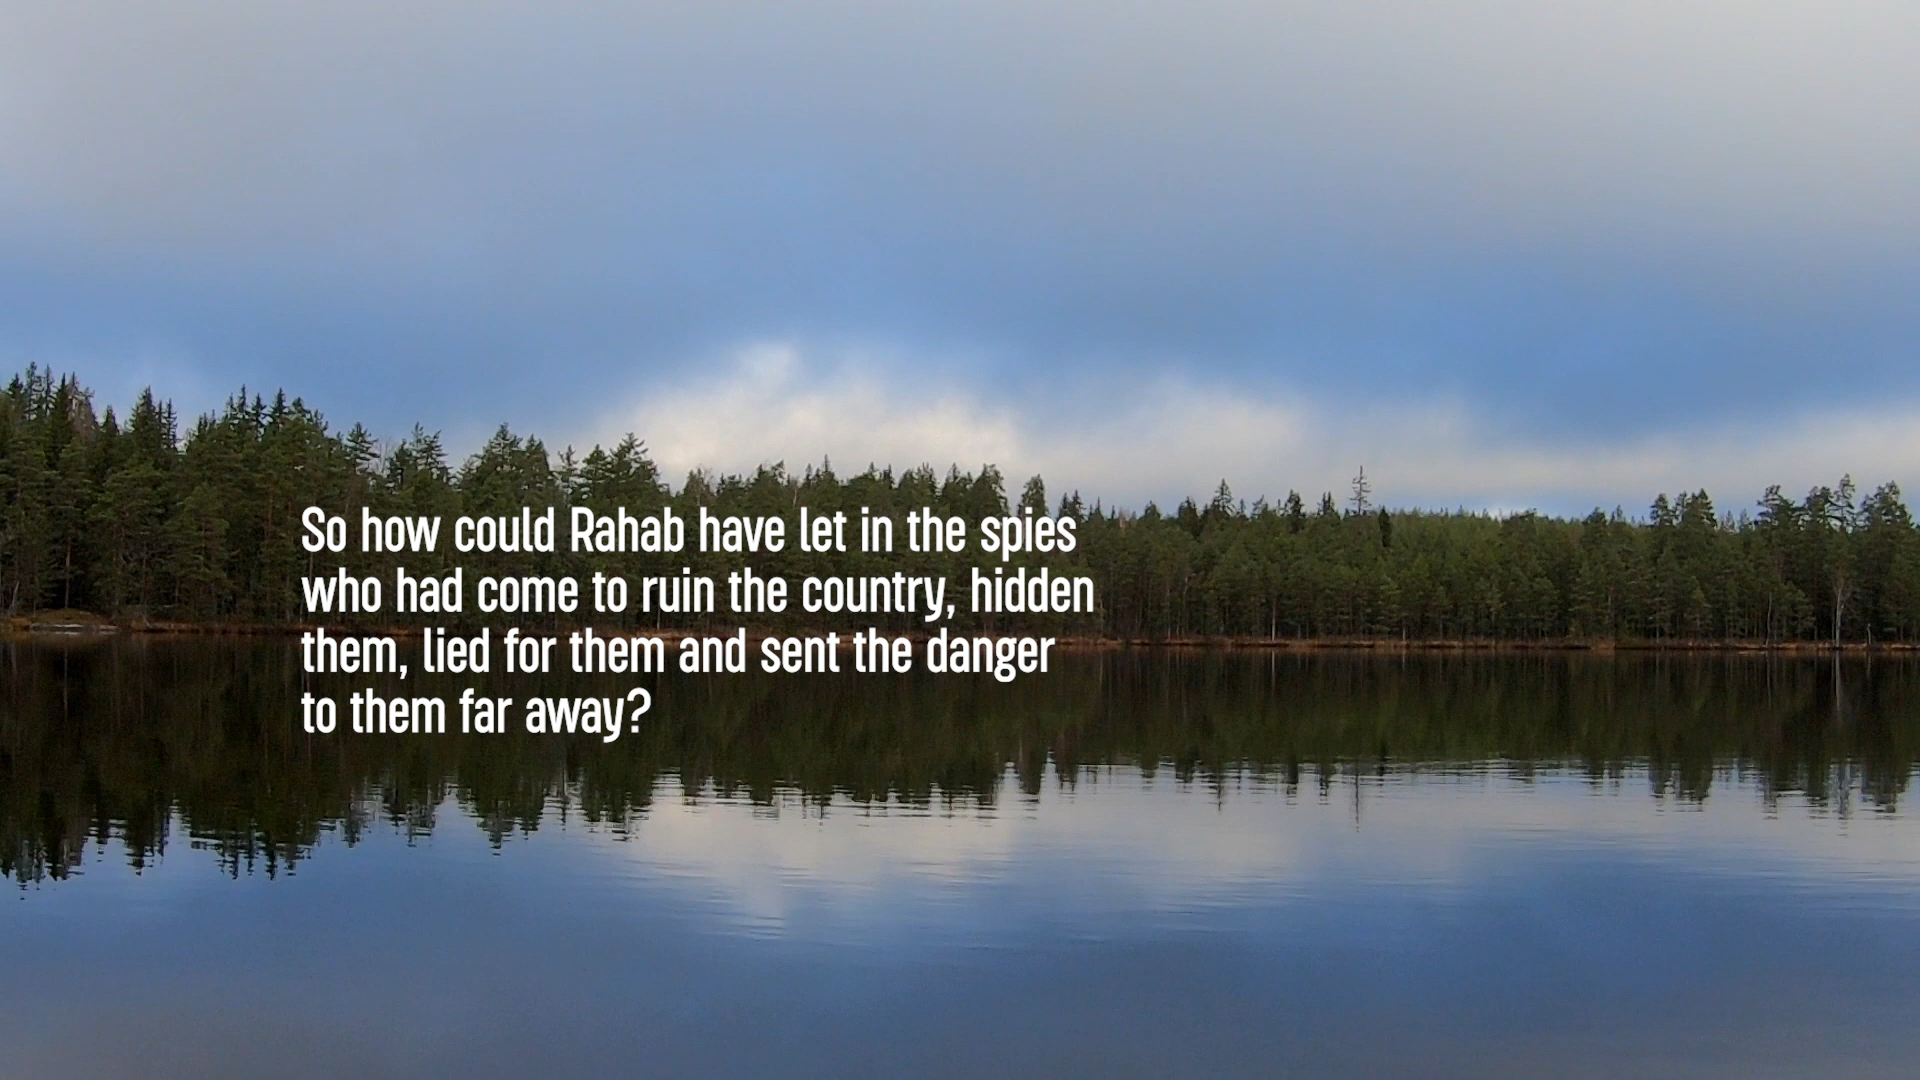 So how could Rahab have let in the spies
who had come to ruin the country, hidden
them, lied for them and sent the danger
to them far away?